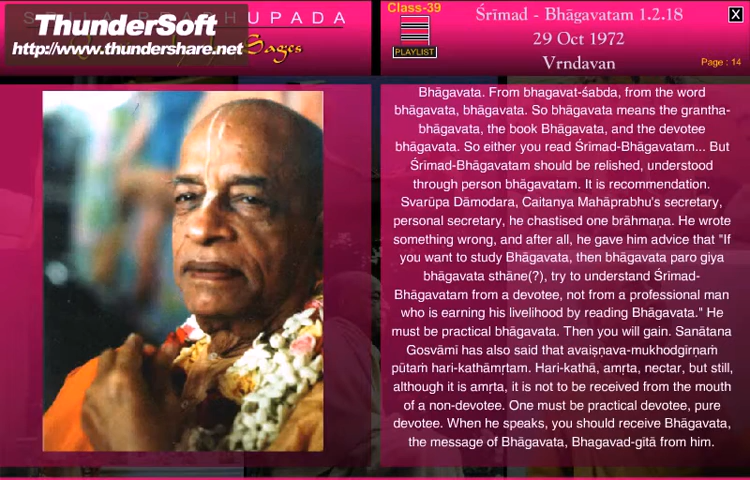 ThunderSoft
http://www.thundershare.net
HUPADA
Sages
Class-39
PLAYLIST
Śrīmad - Bhāgavatam 1.2.18
29 Oct 1972
Vrndavan
X
Page : 14
Bhāgavata. From bhagavat-śabda, from the word
bhāgavata, bhāgavata. So bhāgavata means the grantha-
bhāgavata, the book Bhāgavata, and the devotee
bhāgavata. So either you read Śrīmad-Bhāgavatam... But
Śrimad-Bhāgavatam should be relished, understood
through person bhāgavatam. It is recommendation.
Svarūpa Dāmodara, Caitanya Mahāprabhu's secretary,
personal secretary, he chastised one brāhmaṇa. He wrote
something wrong, and after all, he gave him advice that "If
you want to study Bhāgavata, then bhāgavata paro giya
bhāgavata sthāne(?), try to understand Śrīmad-
Bhāgavatam from a devotee, not from a professional man
who is earning his livelihood by reading Bhāgavata." He
must be practical bhāgavata. Then you will gain. Sanātana
Gosvāmī has also said that avaiṣṇava-mukhodgīrṇaṁ
pūtaṁ hari-kathāmṛtam. Hari-kathā, amṛta, nectar, but still,
although it is amṛta, it is not to be received from the mouth
of a non-devotee. One must be practical devotee, pure
devotee. When he speaks, you should receive Bhāgavata,
the message of Bhāgavata, Bhagavad-gītā from him.